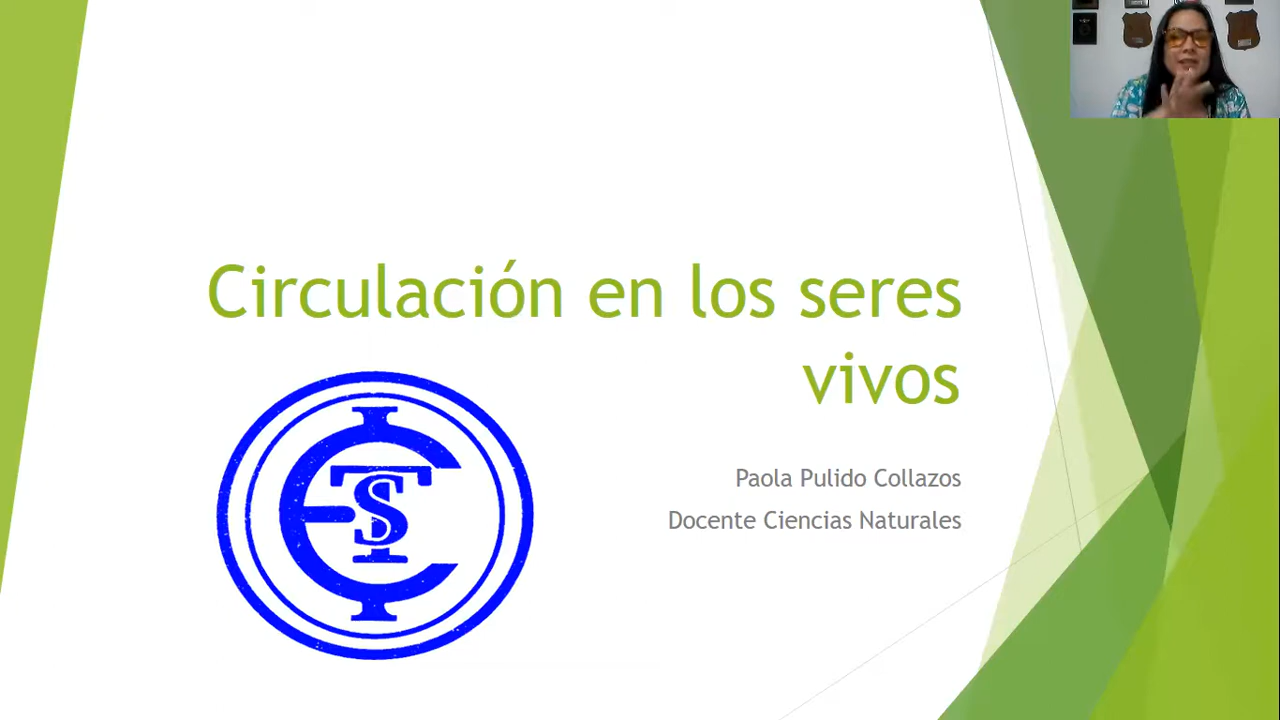 Circulación en los seres
vivos
Paola Pulido Collazos
Docente Ciencias Naturales